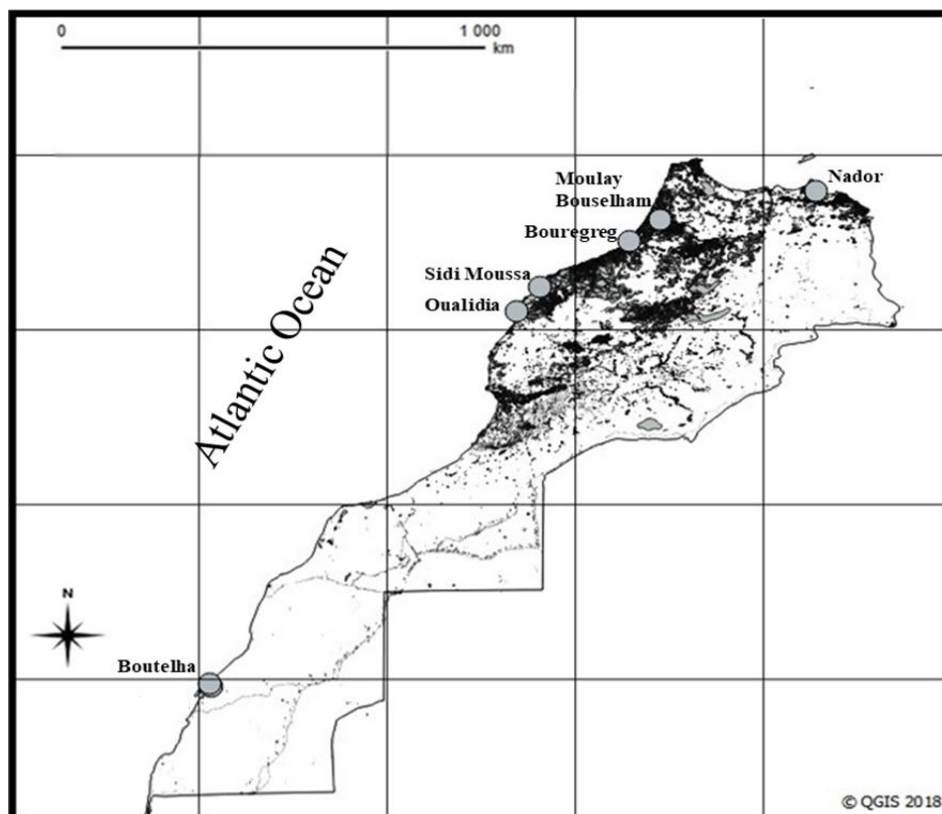 0
1 000
km
Nador
Moulay
Bouselham
Bouregreg
Sidi Moussa
Oualidia
Atlantic Ocean
N
Boutelha
© QGIS 2018